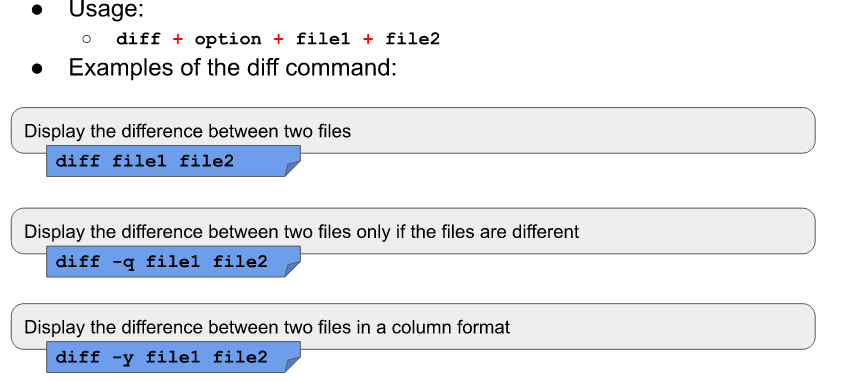 ● Usage:
○ diff + option + file1 + file2
● Examples of the diff command:
Display the difference between two files
diff file1 file2
Display the difference between two files only if the files are different
diff -q file1 file2
Display the difference between two files in a column format
diff -y file1 file2